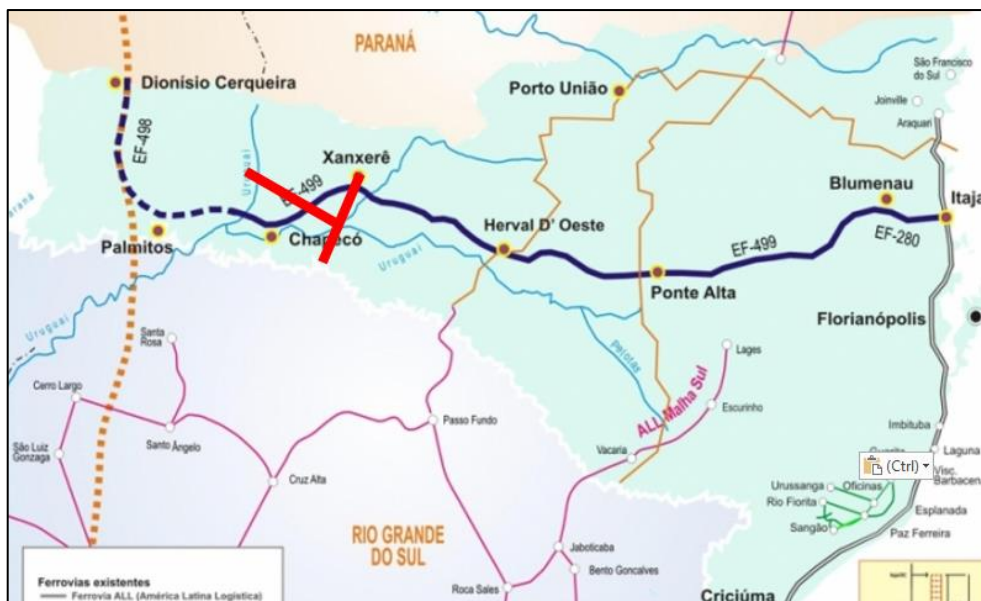 PARANÁ
São Francisco
do Sul
Dionísio Cerqueira
Porto União
Joinville
Araquari
EF-498
Uruguai
Xanxerê
EF-499
Paraná
Blumenau
Itaja
Herval D' Oeste
EF-280
Palmitos
Chapecó
Uruguai
EF-499
Ponte Alta
Uruguai
Florianópolis
Santa
Rosa
pelotas
Lages
ALL Malha Sul
Cerro Largo
Escurinho
Passo Fundo
Imbituba
São Luiz
Gonzaga
Santo Ângelo
Vacaria
Laguna
(Ctrl)
Visc.
Barbacen
Cruz Alta
Urussanga
Oficinas
Rio Fiorita
Esplanada
Sangão
Paz Ferreira
RIO GRANDE
DO SUL
Jaboticaba
Bento Goncalves
Ferrovias existentes
Ferrovia ALL (América Latina Logística)
Roca Sales
Criciúma